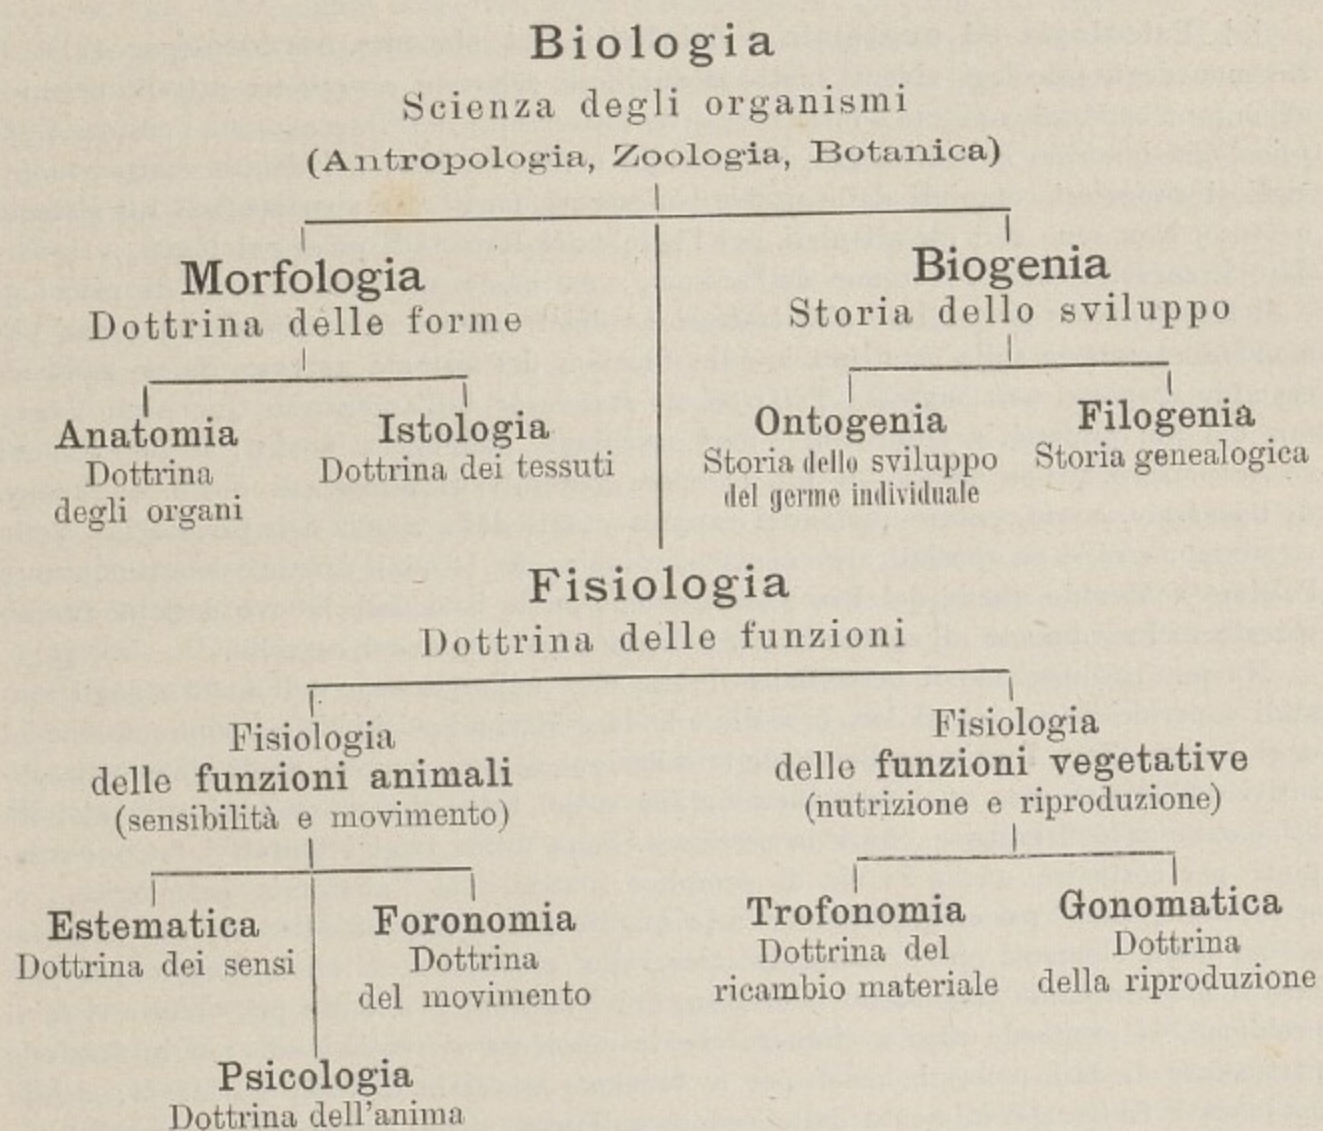 Biologia
Scienza degli organismi
(Antropologia, Zoologia, Botanica)
Morfologia
Dottrina delle forme
Biogenia
Storia dello sviluppo
Anatomia
Dottrina
degli organi
Istologia
Dottrina dei tessuti
Ontogenia
Storia dello sviluppo
del germe individuale
Filogenia
Storia genealogica
Fisiologia
Dottrina delle funzioni
Fisiologia
delle funzioni animali
(sensibilità e movimento)
Fisiologia
delle funzioni vegetative
(nutrizione e riproduzione)
Estematica
Dottrina dei sensi
Foronomia
Dottrina
del movimento
Trofonomia
Dottrina del
ricambio materiale
Gonomatica
Dottrina
della riproduzione
Psicologia
Dottrina dell'anima